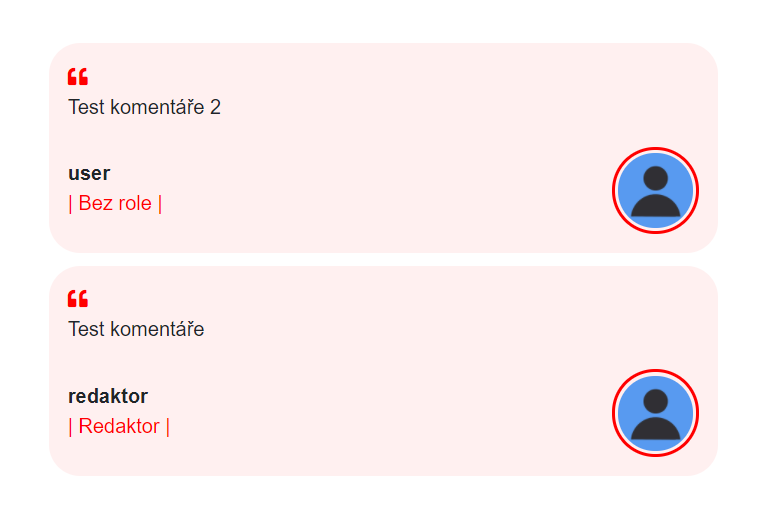 ❝
Test komentáře 2
user
| Bez role |
❝
Test komentáře
redaktor
| Redaktor |